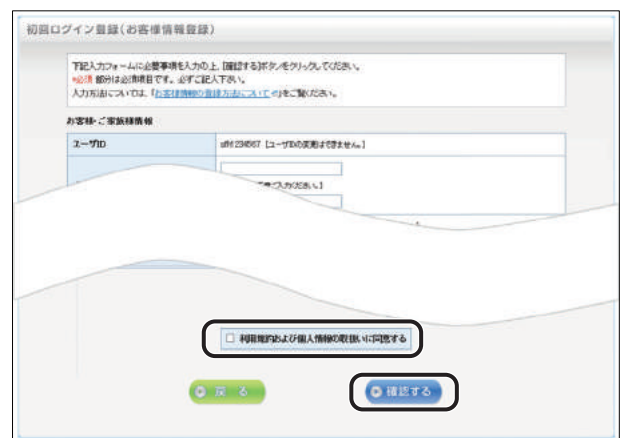 初回ログイン登録(お客様情報登録)
下記入力フォームに必要事項を入力の上、[確認する]ボタンをクリックしてください。
*必須 部分は必須項目です。必ずご記入下さい。
入力方法については、「お客様情報の登録方法について」をご覧ください。
お客様・ご家族様情報
ユーザID
[ユーザIDの変更はできません。]
ご入力ください。]
利用規約および個人情報の取扱いに同意する
戻る
確認する